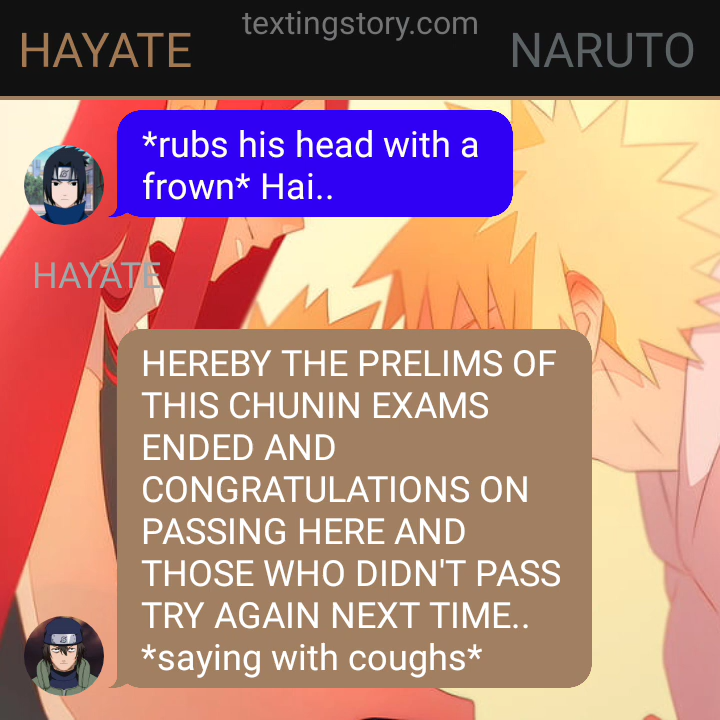 textingstory.com
HAYATE NARUTO
*rubs his head with a
frown* Hai..
HAYATE
HEREBY THE PRELIMS OF
THIS CHUNIN EXAMS
ENDED AND
CONGRATULATIONS ON
PASSING HERE AND
THOSE WHO DIDN'T PASS
TRY AGAIN NEXT TIME..
*saying with coughs*